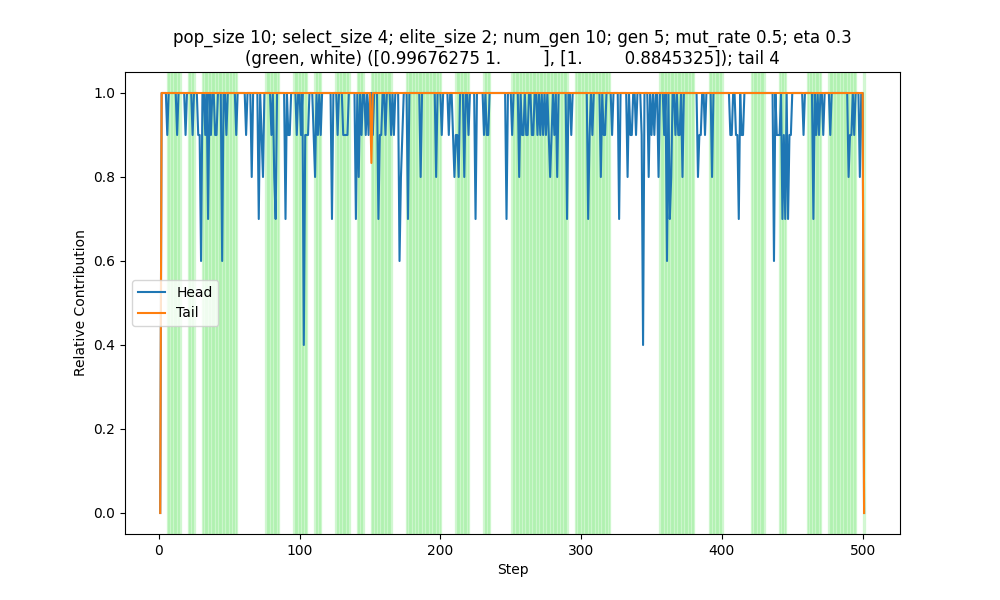 pop_size 10; select_size 4; elite_size 2; num_gen 10; gen 5; mut_rate 0.5; eta 0.3
(green, white) ([0.99676275 1.        ], [1.        0.8845325]); tail 4
1.0
0.8
0.6
0.4
0.2
0.0
Relative Contribution
Head
Tail
0 100 200 300 400 500
Step